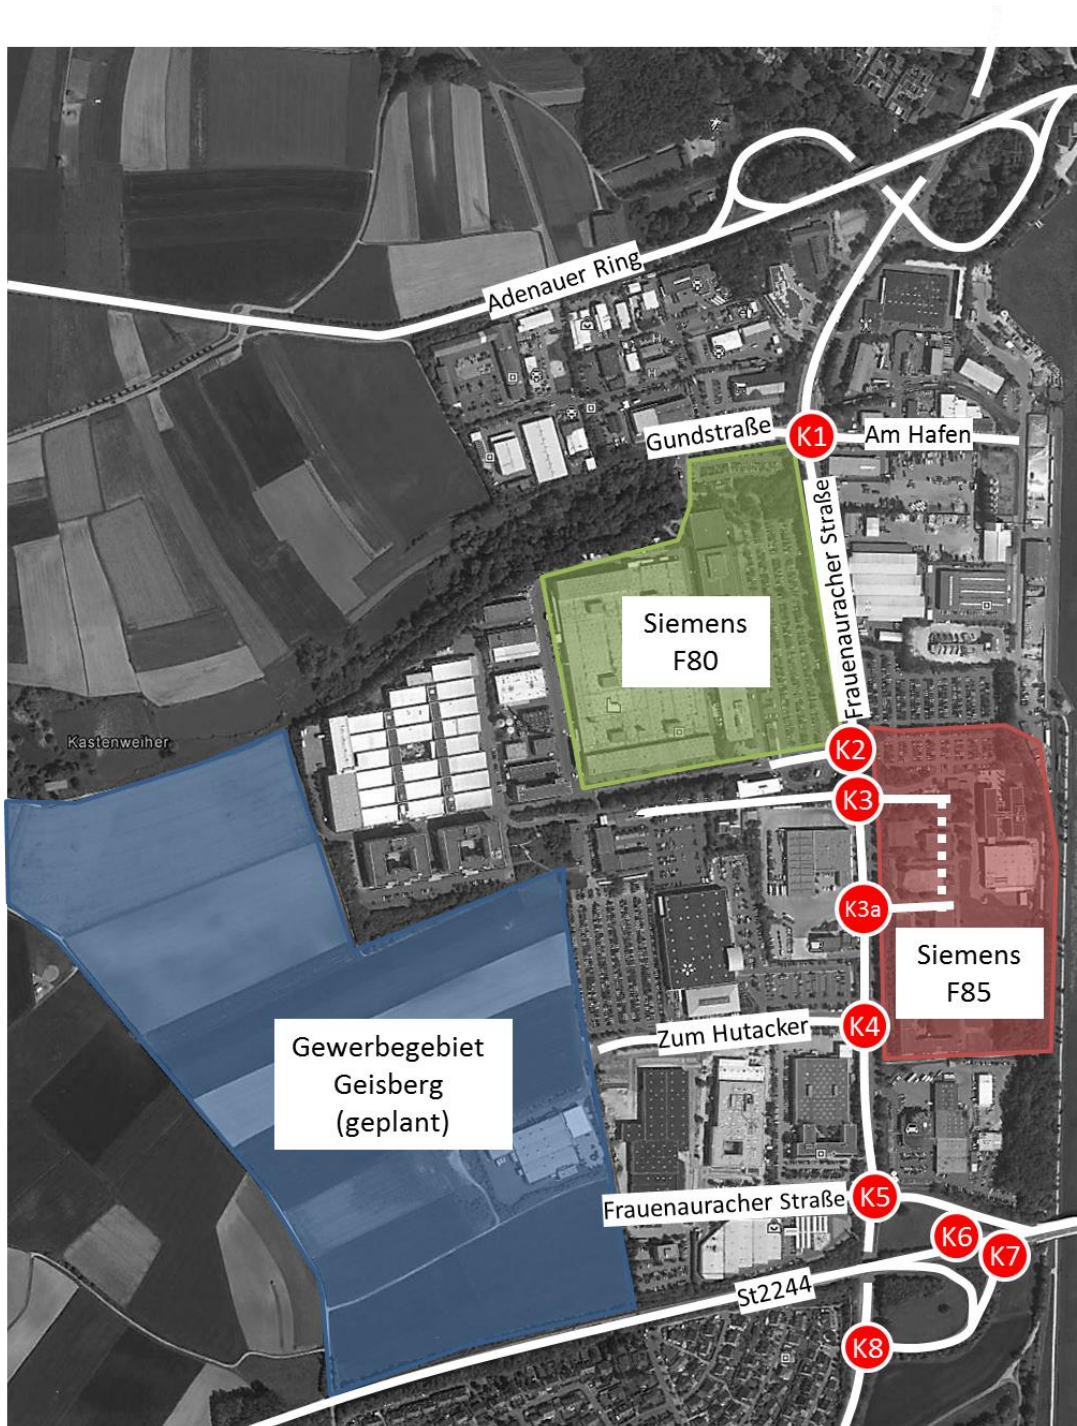 Adenauer Ring
Gundstraße
K1
Am Hafen
Frauenauracher Straße
Siemens
F80
Kastenweiher
K2
K3
K3a
Siemens
F85
K4
Zum Hutacker
Gewerbegebiet
Geisberg
(geplant)
K5
Frauenauracher Straße
K6
K7
St2244
K8